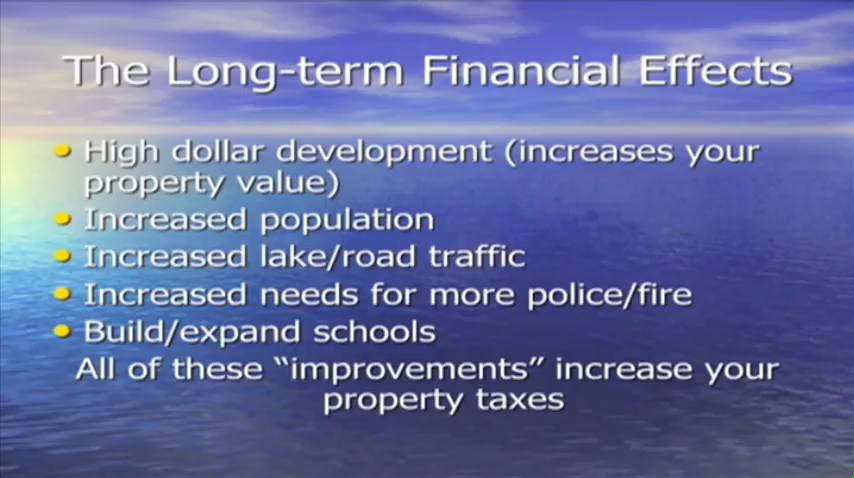 The Long-term Financial Effects
High dollar development (increases your
property value)
Increased population
Increased lake/road traffic
Increased needs for more police/fire
Build/expand schools
All of these “improvements” increase your
property taxes